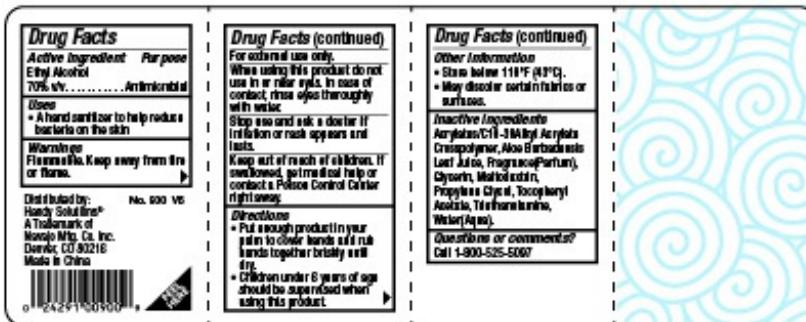 Drug Facts
Active Ingredient Purpose
Ethyl Alcohol
70% v/v...........Antimicrobial
Uses
• A hand sanitizer to help reduce
bacteria on the skin
Warnings
Flammable. Keep away from fire
or flame.
Distributed by: No. 900 V5
Handy Solutions®
A Trademark of
Navajo Mfg. Co. Inc.
Denver, CO 80216
Made in China
0 24291 00900 9
PEEL
HERE
Drug Facts (continued)
For external use only.
When using this product do not
use in or near eyes. In case of
contact, rinse eyes thoroughly
with water.
Stop use and ask a doctor if
irritation or rash appears and
lasts.
Keep out of reach of children. If
swallowed, get medical help or
contact a Poison Control Center
right away.
Directions
• Put enough product in your
palm to cover hands and rub
hands together briskly until
dry.
• Children under 6 years of age
should be supervised when
using this product.
Drug Facts (continued)
Other Information
• Store below 110°F (43°C).
• May discolor certain fabrics or
surfaces.
Inactive Ingredients
Acrylates/C10-30 Alkyl Acrylate
Crosspolymer, Aloe Barbadensis
Leaf Juice, Fragrance(Parfum),
Glycerin, Maltodextrin,
Propylene Glycol, Tocopheryl
Acetate, Triethanolamine,
Water(Aqua).
Questions or comments?
Call 1-800-525-5097